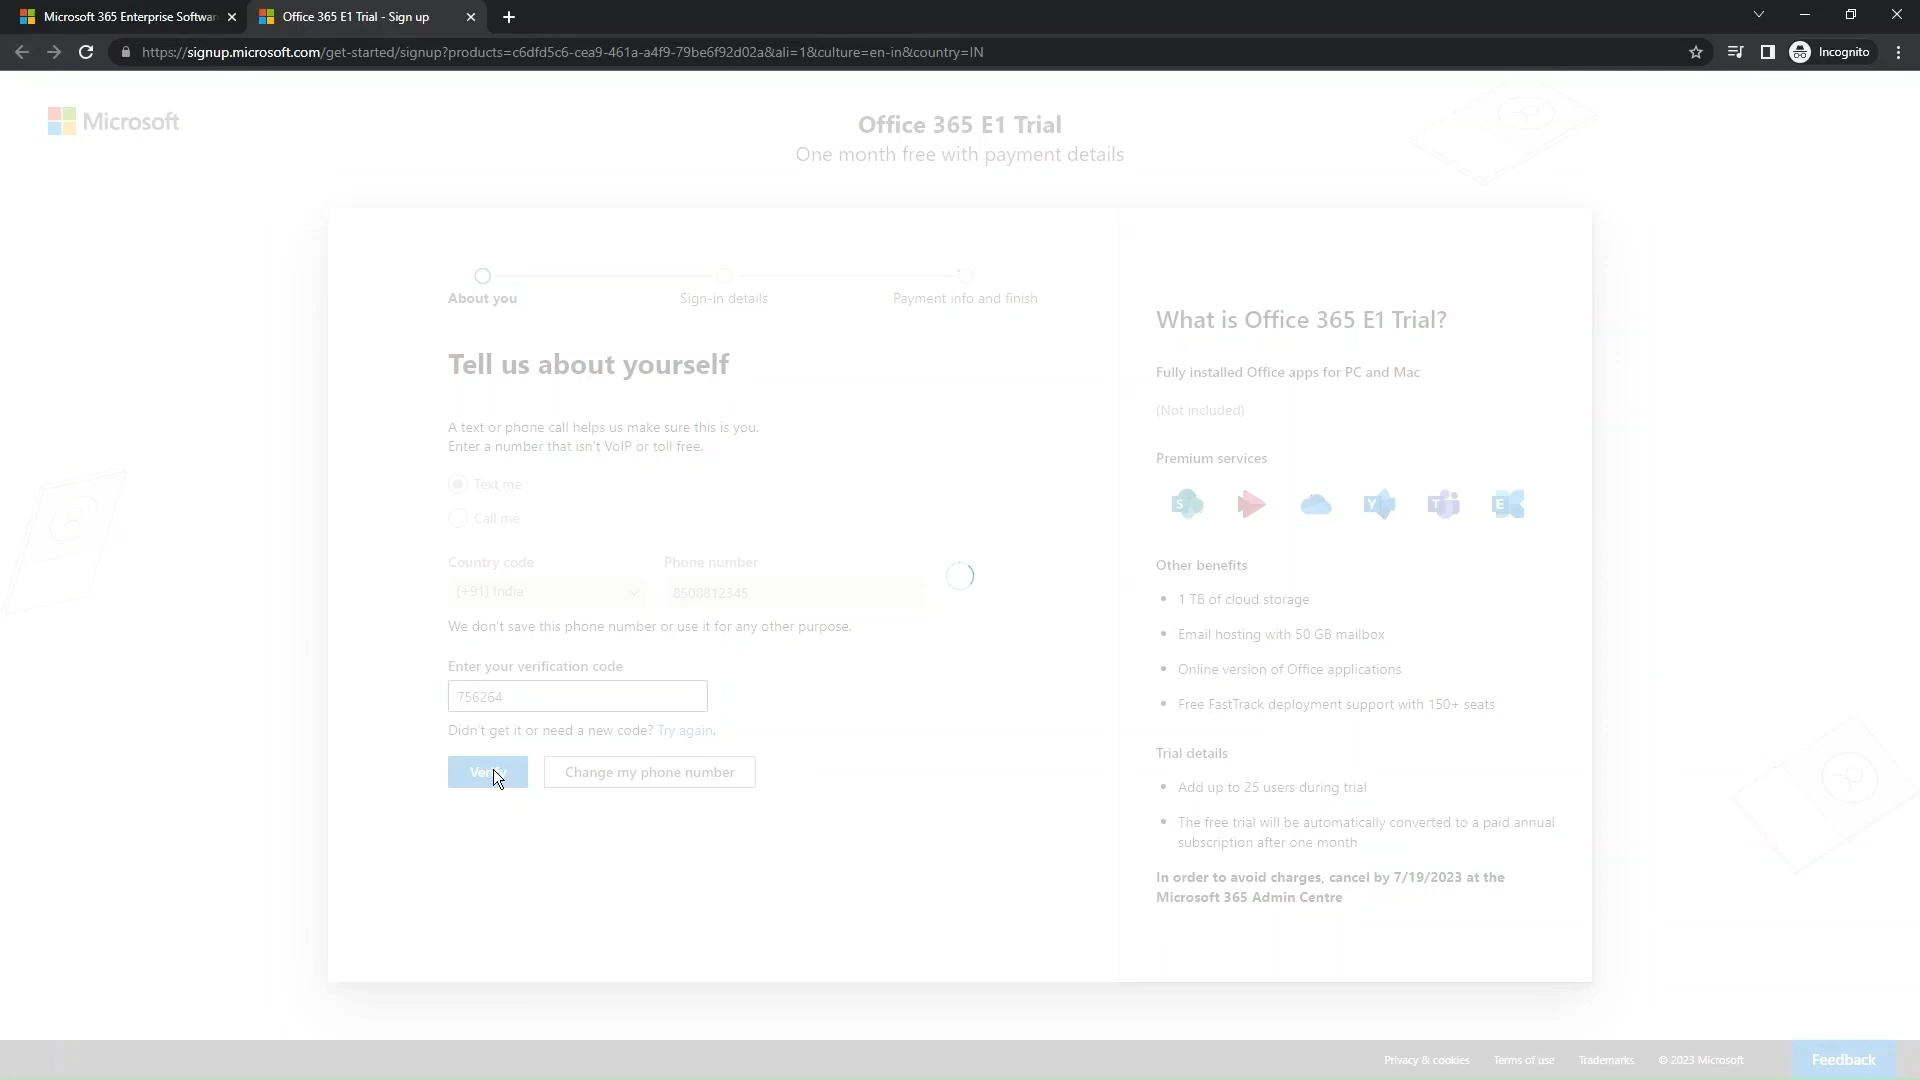 Microsoft 365 Enterprise Softwar
Office 365 E1 Trial - Sign up
https://signup.microsoft.com/get-started/signup?products=c6dfd5c6-cea9-461a-a4f9-79be6f92d02a&ali=1&culture=en-in&country=IN
Incognito
Microsoft
Office 365 E1 Trial
One month free with payment details
About you
Sign-in details
Payment info and finish
Tell us about yourself
A text or phone call helps us make sure this is you.
Enter a number that isn't VoIP or toll free.
Text me
Call me
Country code
Phone number
(+91) India
8508812345
We don't save this phone number or use it for any other purpose.
Enter your verification code
756264
Didn't get it or need a new code? Try again.
Verify
Change my phone number
What is Office 365 E1 Trial?
Fully installed Office apps for PC and Mac
(Not included)
Premium services
S
Y
T
E
Other benefits
• 1 TB of cloud storage
• Email hosting with 50 GB mailbox
• Online version of Office applications
• Free FastTrack deployment support with 150+ seats
Trial details
• Add up to 25 users during trial
• The free trial will be automatically converted to a paid annual
subscription after one month
In order to avoid charges, cancel by 7/19/2023 at the
Microsoft 365 Admin Centre
Privacy & cookies
Terms of use
Trademarks
© 2023 Microsoft
Feedback